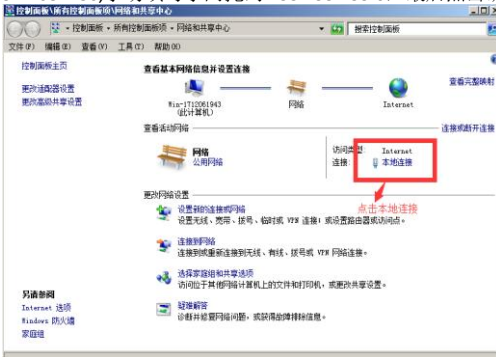 控制面板\所有控制面板项\网络和共享中心
控制面板 ▸ 所有控制面板项 ▸ 网络和共享中心
搜索控制面板
文件(F) 编辑(E) 查看(V) 工具(T) 帮助(H)
控制面板主页
更改适配器设置
更改高级共享设置
查看基本网络信息并设置连接
查看完整映射
Win-1712061943
(此计算机)
网络
Internet
查看活动网络
连接或断开连接
网络
公用网络
访问类型: Internet
连接: 本地连接
点击本地连接
更改网络设置
设置新的连接或网络
设置无线、宽带、拨号、临时或 VPN 连接；或设置路由器或访问点。
连接到网络
连接到或重新连接到无线、有线、拨号或 VPN 网络连接。
选择家庭组和共享选项
访问位于其他网络计算机上的文件和打印机，或更改共享设置。
疑难解答
诊断并修复网络问题，或获得故障排除信息。
另请参阅
Internet 选项
Windows 防火墙
家庭组